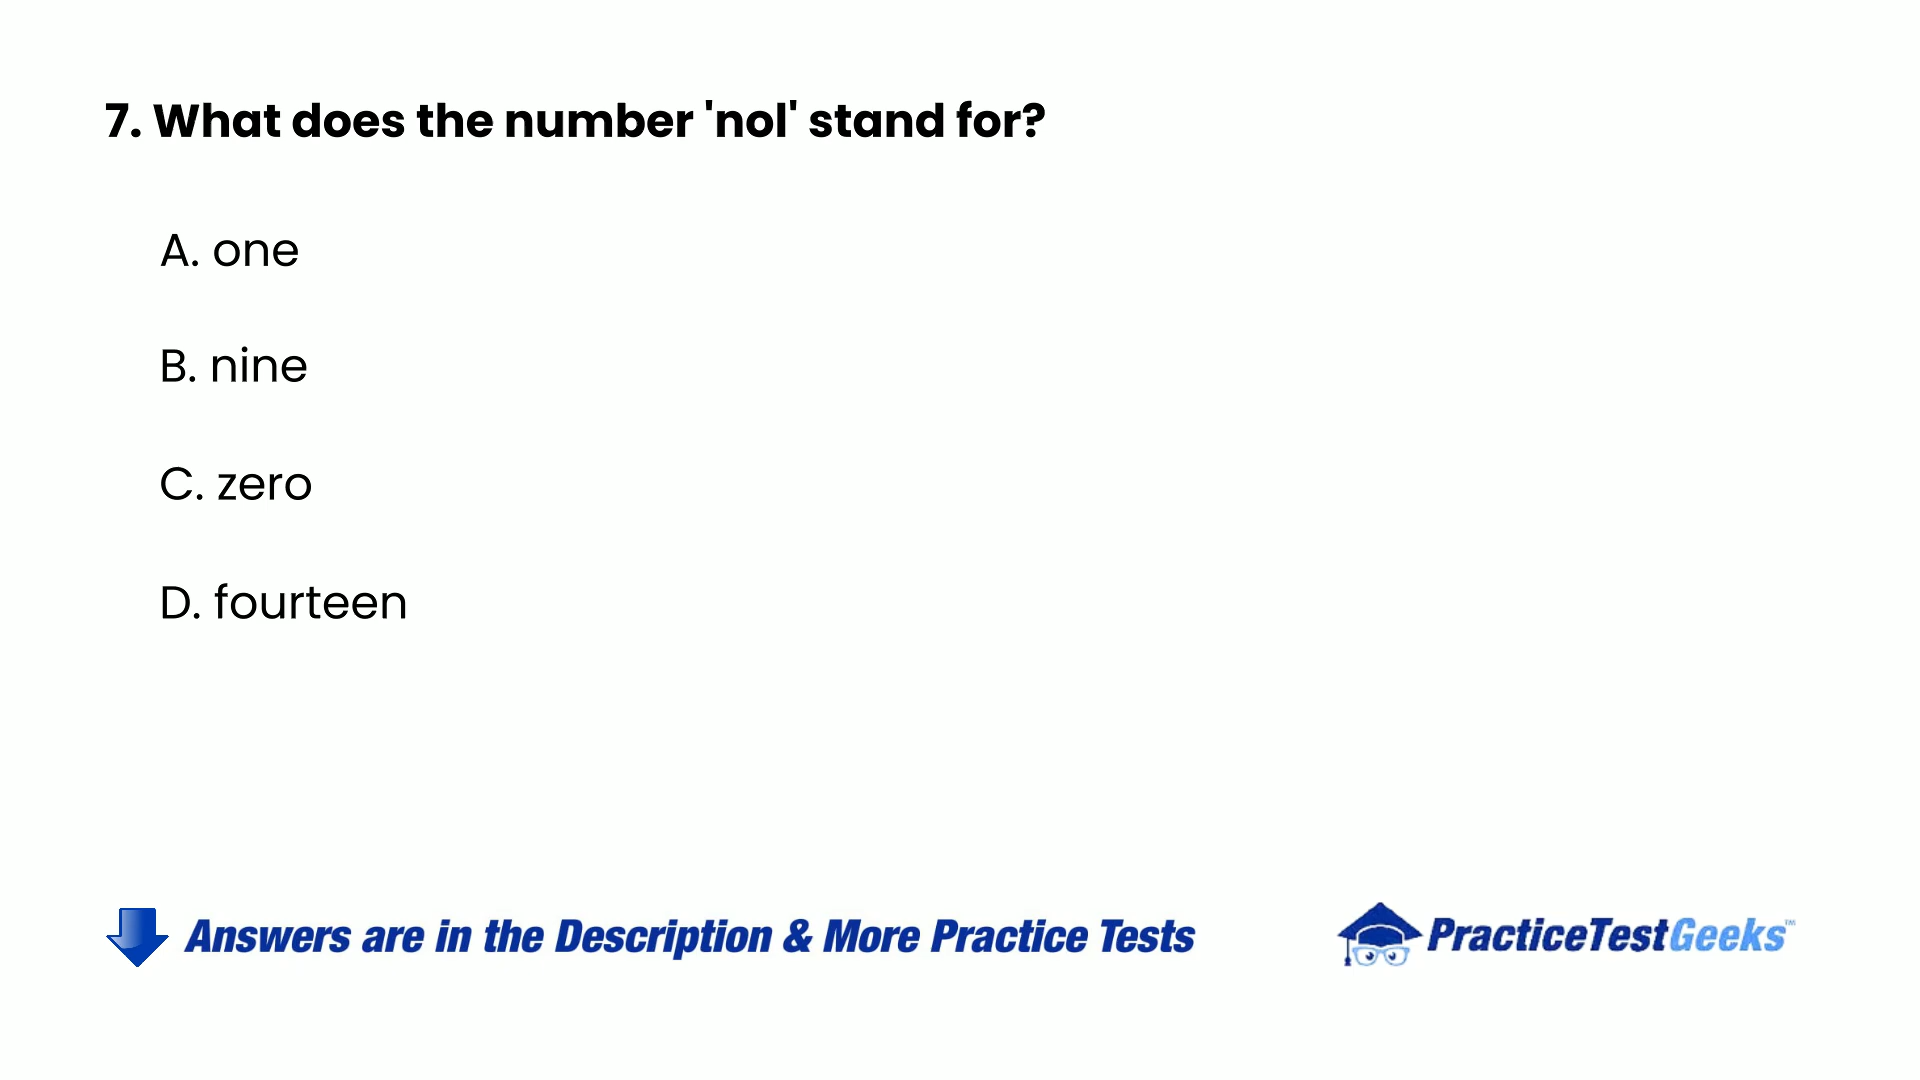 7. What does the number 'nol' stand for?
A. one
B. nine
C. zero
D. fourteen
Answers are in the Description & More Practice Tests
PracticeTestGeeks™